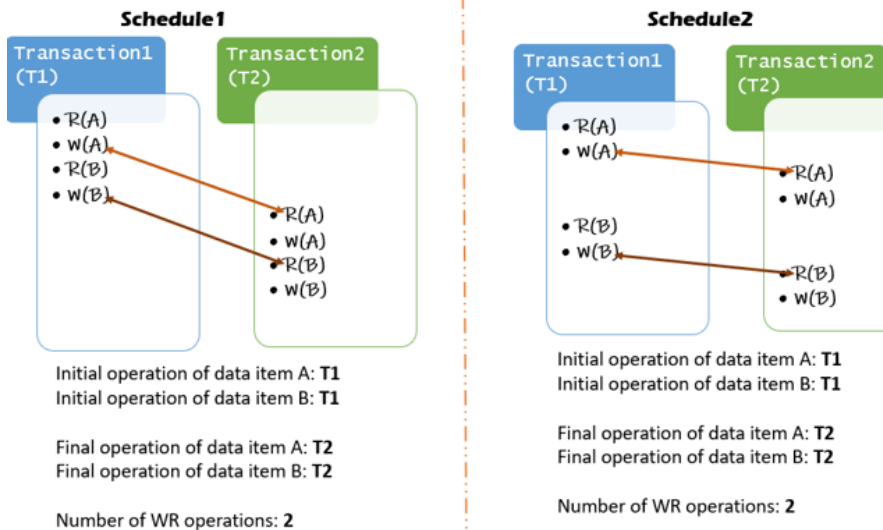 Schedule1
Transaction1
(T1)
Transaction2
(T2)
• R(A)
• W(A)
• R(B)
• W(B)
• R(A)
• W(A)
• R(B)
• W(B)
Initial operation of data item A: T1
Initial operation of data item B: T1
Final operation of data item A: T2
Final operation of data item B: T2
Number of WR operations: 2
Schedule2
Transaction1
(T1)
Transaction2
(T2)
• R(A)
• W(A)
• R(A)
• W(A)
• R(B)
• W(B)
• R(B)
• W(B)
Initial operation of data item A: T1
Initial operation of data item B: T1
Final operation of data item A: T2
Final operation of data item B: T2
Number of WR operations: 2